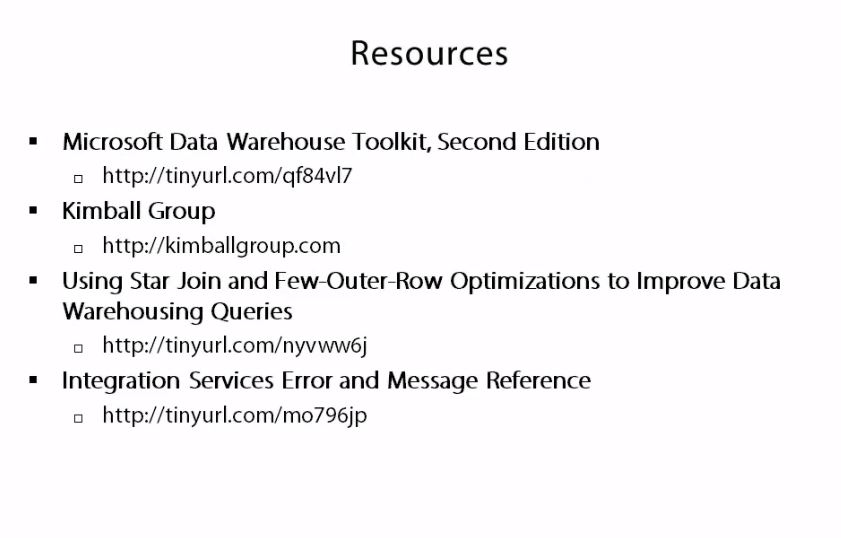 Resources
▪ Microsoft Data Warehouse Toolkit, Second Edition
▫ http://tinyurl.com/qf84vl7
▪ Kimball Group
▫ http://kimballgroup.com
▪ Using Star Join and Few-Outer-Row Optimizations to Improve Data
Warehousing Queries
▫ http://tinyurl.com/nyvww6j
▪ Integration Services Error and Message Reference
▫ http://tinyurl.com/mo796jp